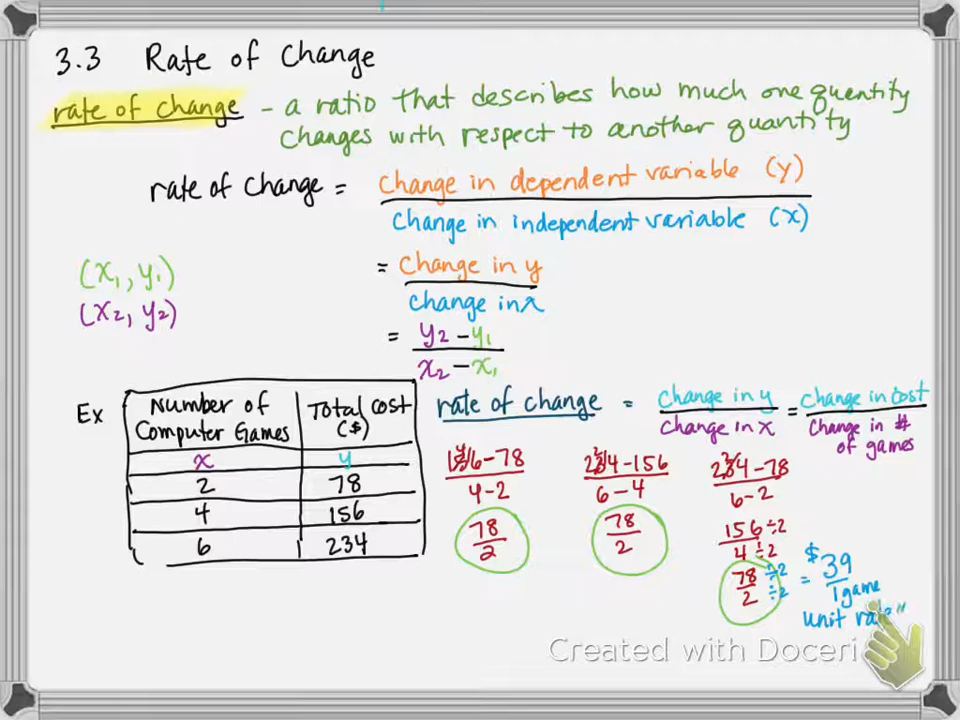 3.3 Rate of Change
rate of change - a ratio that describes how much one quantity
changes with respect to another quantity
rate of change = change in dependent variable (y)
change in independent variable (x)
(x₁, y₁)
= change in y
change in x
(x₂, y₂)
= y₂ - y₁
x₂ - x₁
Ex
Number of Computer Games
Total Cost ($)
x y
2 78
4 156
6 234
rate of change = change in y = change in cost
change in x change in # of games
156-78
4-2
78
2
234-156
6-4
78
2
234-78
6-2
156 ÷2
4 ÷2
78 ÷2
2 ÷2
= $39
1 game
unit
Created with Doceri